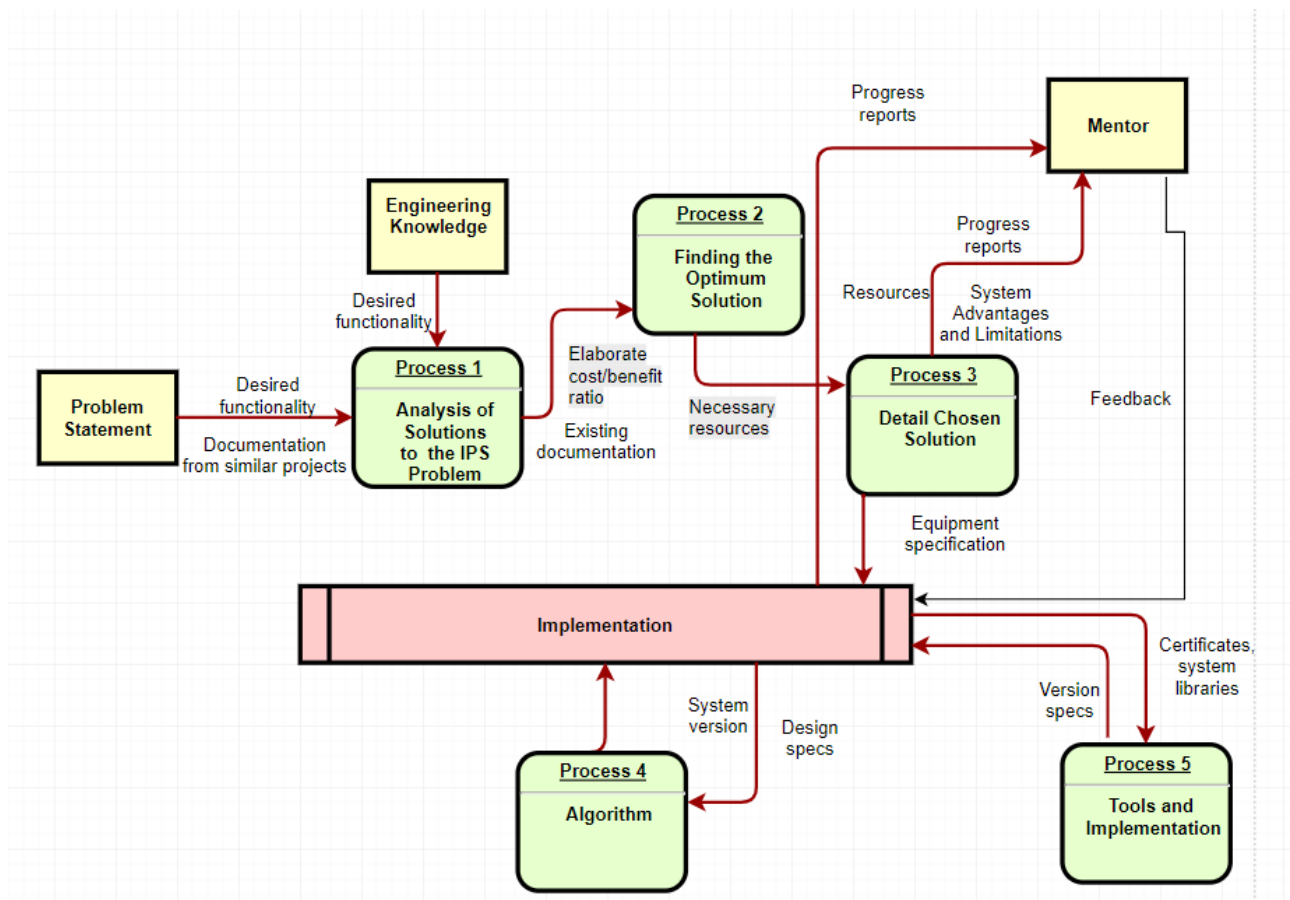 Progress
reports
Mentor
Engineering
Knowledge
Process 2
Finding the
Optimum
Solution
Progress
reports
Resources
System
Advantages
and Limitations
Desired
functionality
Elaborate
cost/benefit
ratio
Process 1
Analysis of
Solutions
to the IPS
Problem
Process 3
Detail Chosen
Solution
Problem
Statement
Desired
functionality
Documentation
from similar projects
Existing
documentation
Necessary
resources
Feedback
Equipment
specification
Implementation
Certificates,
system
libraries
Version
specs
System
version
Design
specs
Process 4
Algorithm
Process 5
Tools and
Implementation